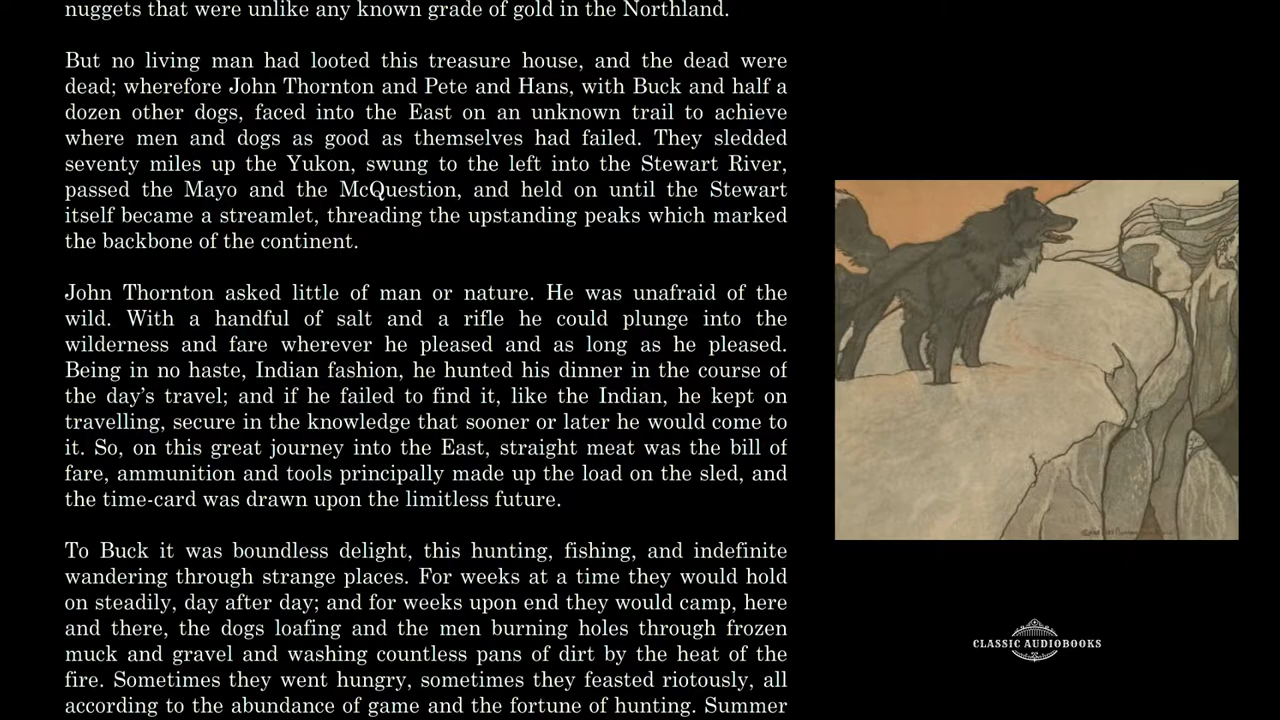 nuggets that were unlike any known grade of gold in the Northland.
But no living man had looted this treasure house, and the dead were
dead; wherefore John Thornton and Pete and Hans, with Buck and half a
dozen other dogs, faced into the East on an unknown trail to achieve
where men and dogs as good as themselves had failed. They sledded
seventy miles up the Yukon, swung to the left into the Stewart River,
passed the Mayo and the McQuestion, and held on until the Stewart
itself became a streamlet, threading the upstanding peaks which marked
the backbone of the continent.
John Thornton asked little of man or nature. He was unafraid of the
wild. With a handful of salt and a rifle he could plunge into the
wilderness and fare wherever he pleased and as long as he pleased.
Being in no haste, Indian fashion, he hunted his dinner in the course of
the day’s travel; and if he failed to find it, like the Indian, he kept on
travelling, secure in the knowledge that sooner or later he would come to
it. So, on this great journey into the East, straight meat was the bill of
fare, ammunition and tools principally made up the load on the sled, and
the time-card was drawn upon the limitless future.
To Buck it was boundless delight, this hunting, fishing, and indefinite
wandering through strange places. For weeks at a time they would hold
on steadily, day after day; and for weeks upon end they would camp, here
and there, the dogs loafing and the men burning holes through frozen
muck and gravel and washing countless pans of dirt by the heat of the
fire. Sometimes they went hungry, sometimes they feasted riotously, all
according to the abundance of game and the fortune of hunting. Summer
CLASSIC AUDIOBOOKS